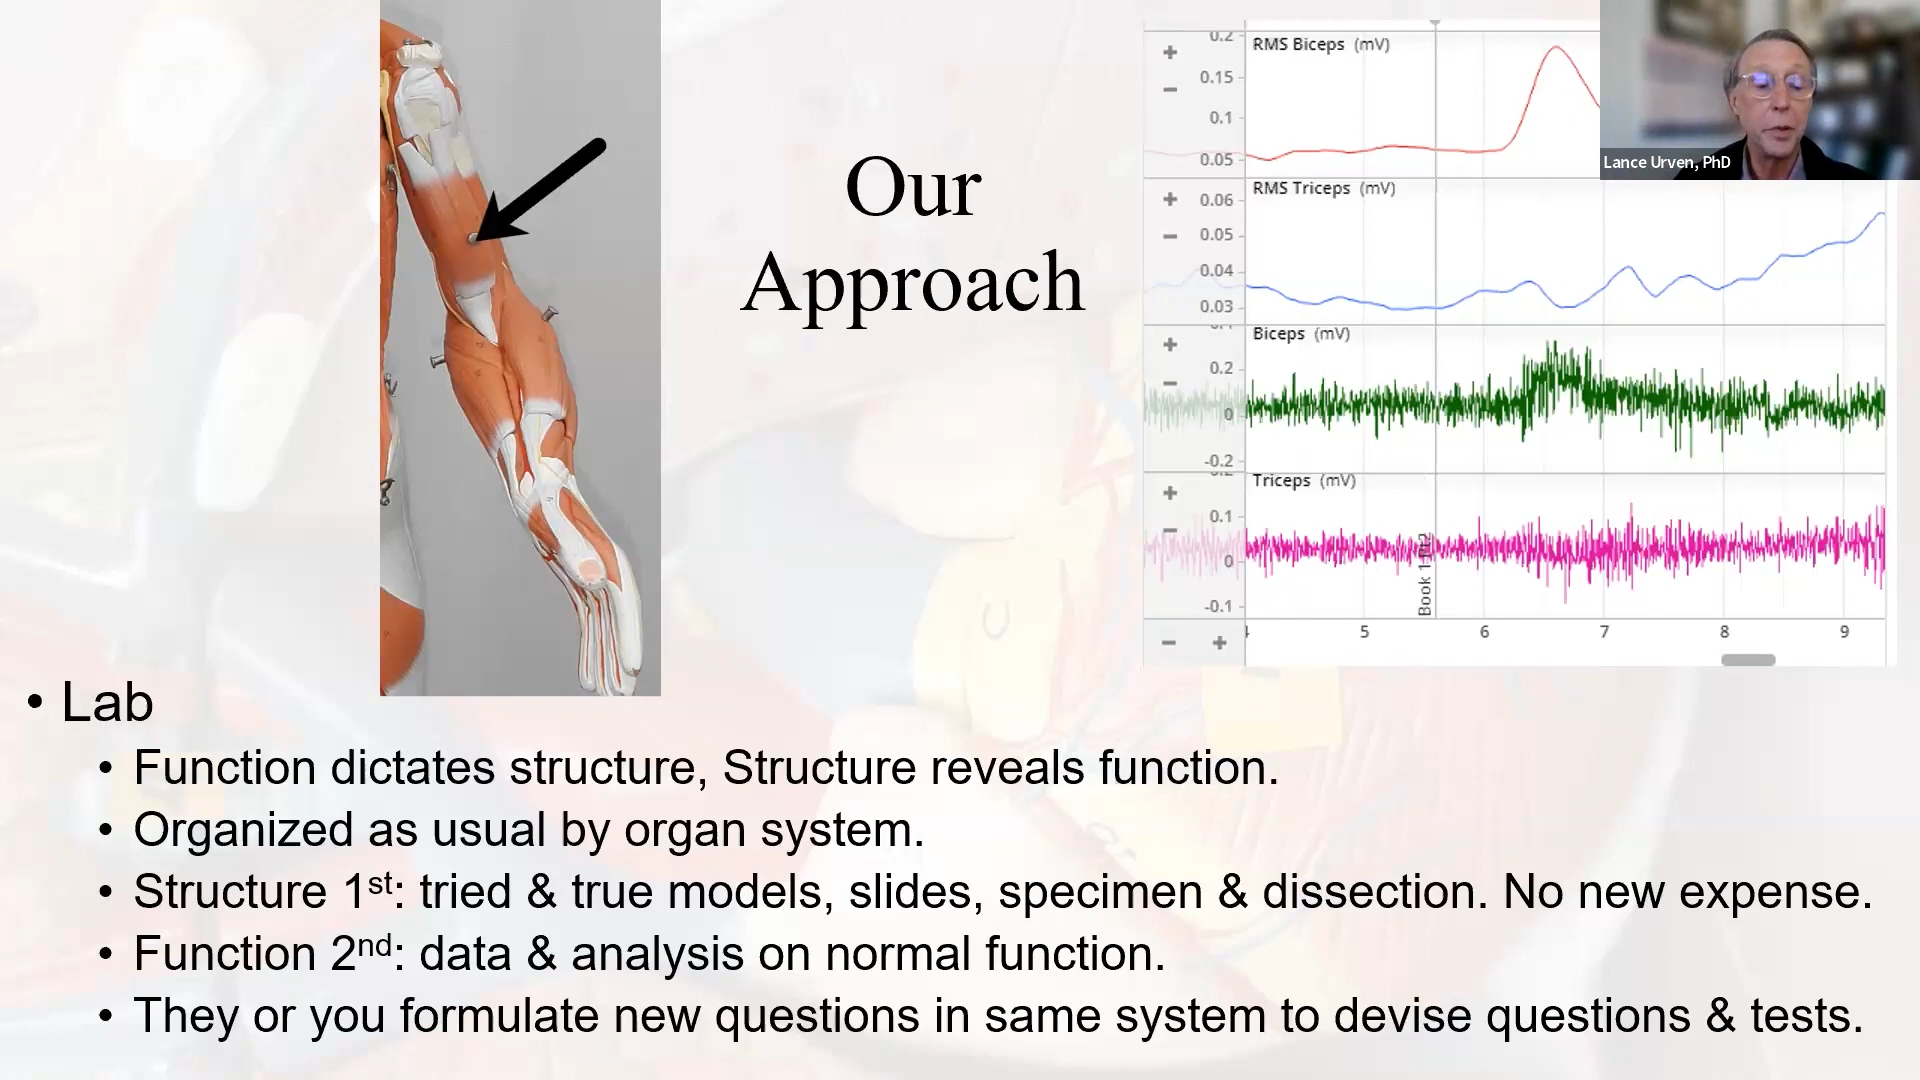 Our
Approach
0.2
RMS Biceps (mV)
0.15
0.1
0.05
Lance Urven, PhD
RMS Triceps (mV)
0.06
0.05
0.04
0.03
Biceps (mV)
0.2
0
-0.2
Triceps (mV)
0.1
0
-0.1
4 5 6 7 8 9
• Lab
• Function dictates structure, Structure reveals function.
• Organized as usual by organ system.
• Structure 1st: tried & true models, slides, specimen & dissection. No new expense.
• Function 2nd: data & analysis on normal function.
• They or you formulate new questions in same system to devise questions & tests.